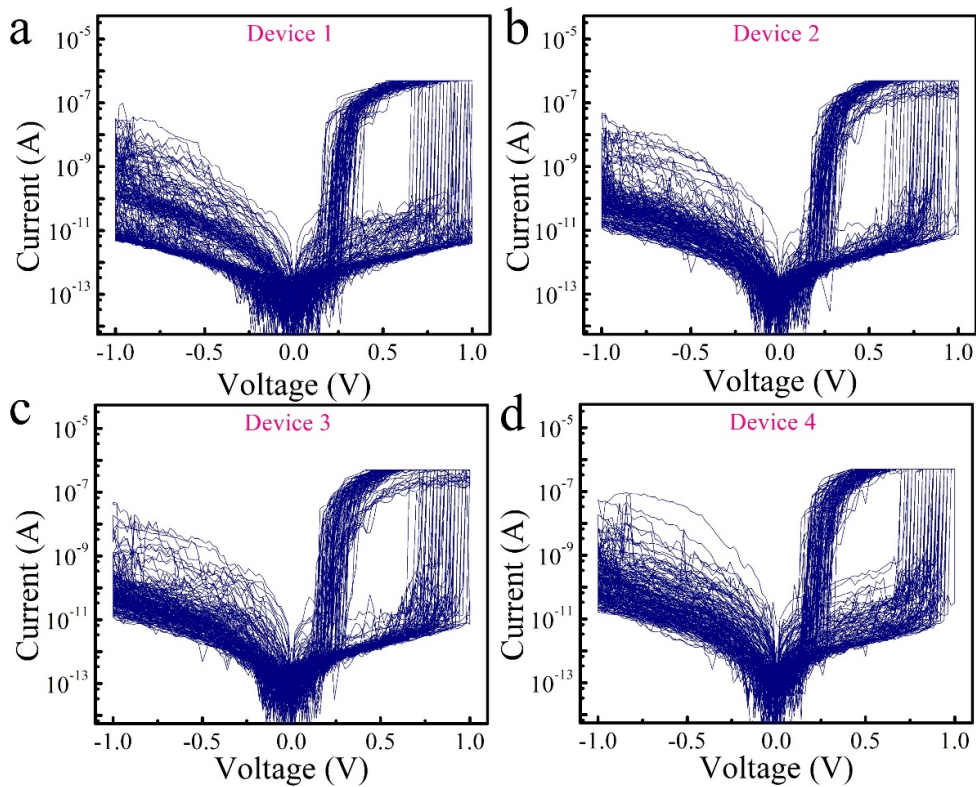 a
Device 1
10⁻⁵
10⁻⁷
10⁻⁹
10⁻¹¹
10⁻¹³
Current (A)
-1.0 -0.5 0.0 0.5 1.0
Voltage (V)
b
Device 2
10⁻⁵
10⁻⁷
10⁻⁹
10⁻¹¹
10⁻¹³
Current (A)
-1.0 -0.5 0.0 0.5 1.0
Voltage (V)
c
Device 3
10⁻⁵
10⁻⁷
10⁻⁹
10⁻¹¹
10⁻¹³
Current (A)
-1.0 -0.5 0.0 0.5 1.0
Voltage (V)
d
Device 4
10⁻⁵
10⁻⁷
10⁻⁹
10⁻¹¹
10⁻¹³
Current (A)
-1.0 -0.5 0.0 0.5 1.0
Voltage (V)